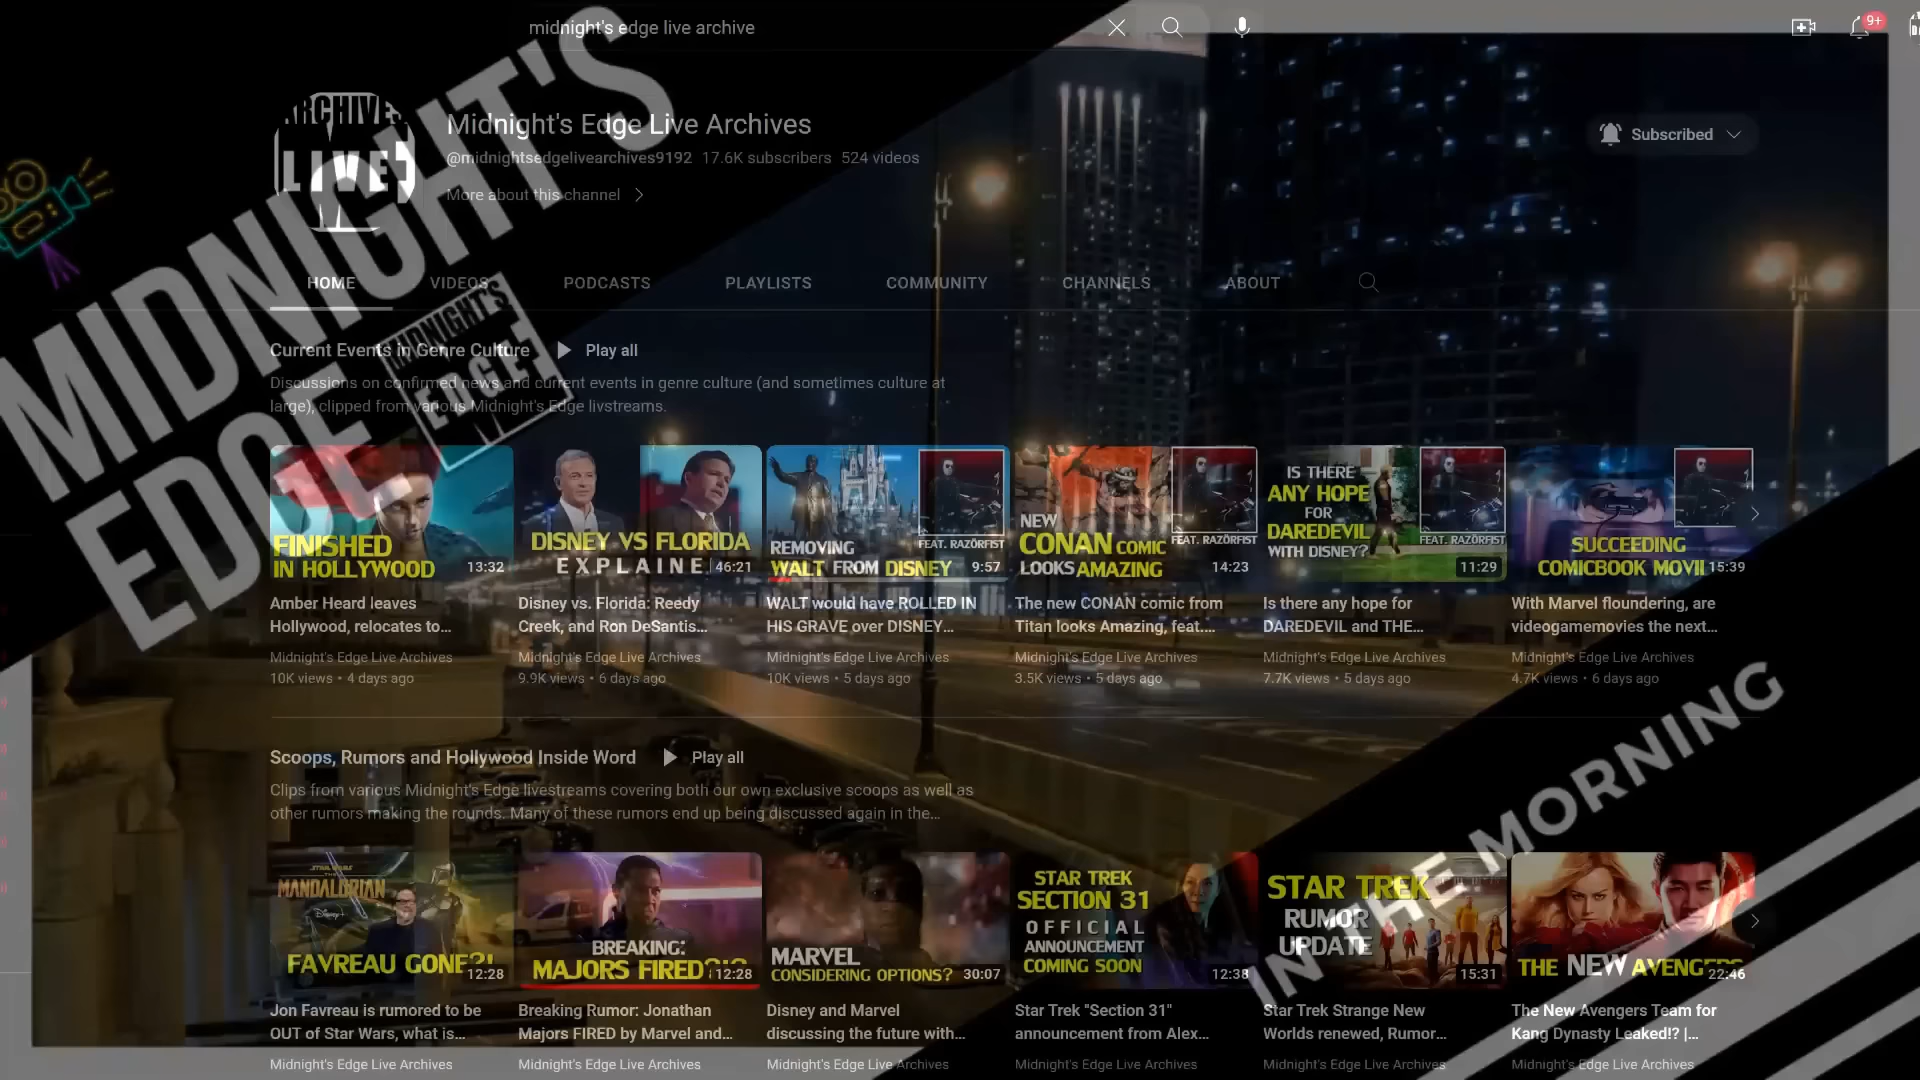 midnight's edge live archive
9+
MIDNIGHT'S
EDGE
ARCHIVES
LIVE
Midnight's Edge Live Archives
@midnightsedgelivearchives9192 17.6K subscribers 524 videos
More about this channel
Subscribed
HOME VIDEOS PODCASTS PLAYLISTS COMMUNITY CHANNELS ABOUT
MIDNIGHT'S
EDGE
Current Events in Genre Culture Play all
Discussions on confirmed news and current events in genre culture (and sometimes culture at
large), clipped from various Midnight's Edge livstreams.
FINISHED
IN HOLLYWOOD
13:32
DISNEY VS FLORIDA
EXPLAINE
46:21
REMOVING
WALT FROM DISNEY
FEAT. RAZÖRFIST
9:57
NEW
CONAN COMIC
LOOKS AMAZING
FEAT. RAZÖRFIST
14:23
IS THERE
ANY HOPE
FOR
DAREDEVIL
WITH DISNEY?
FEAT. RAZÖRFIST
11:29
SUCCEEDING
COMICBOOK MOVI
15:39
Amber Heard leaves
Hollywood, relocates to...
Disney vs. Florida: Reedy
Creek, and Ron DeSantis...
WALT would have ROLLED IN
HIS GRAVE over DISNEY...
The new CONAN comic from
Titan looks Amazing, feat....
Is there any hope for
DAREDEVIL and THE...
With Marvel floundering, are
videogamemovies the next...
Midnight's Edge Live Archives
10K views • 4 days ago
Midnight's Edge Live Archives
9.9K views • 6 days ago
Midnight's Edge Live Archives
10K views • 5 days ago
Midnight's Edge Live Archives
3.5K views • 5 days ago
Midnight's Edge Live Archives
7.7K views • 5 days ago
Midnight's Edge Live Archives
4.7K views • 6 days ago
IN THE MORNING
Scoops, Rumors and Hollywood Inside Word Play all
Clips from various Midnight's Edge livestreams covering both our own exclusive scoops as well as
other rumors making the rounds. Many of these rumors end up being discussed again in the...
STAR WARS
THE
MANDALORIAN
Disney+
FAVREAU GONE?!
12:28
BREAKING:
MAJORS FIRED?!?
12:28
MARVEL
CONSIDERING OPTIONS?
30:07
STAR TREK
SECTION 31
OFFICIAL
ANNOUNCEMENT
COMING SOON
12:38
STAR TREK
RUMOR
UPDATE
15:31
THE NEW AVENGERS
22:46
Jon Favreau is rumored to be
OUT of Star Wars, what is...
Breaking Rumor: Jonathan
Majors FIRED by Marvel and...
Disney and Marvel
discussing the future with...
Star Trek "Section 31"
announcement from Alex...
Star Trek Strange New
Worlds renewed, Rumor...
The New Avengers Team for
Kang Dynasty Leaked!? |...
Midnight's Edge Live Archives
Midnight's Edge Live Archives
Midnight's Edge Live Archives
Midnight's Edge Live Archives
Midnight's Edge Live Archives
Midnight's Edge Live Archives